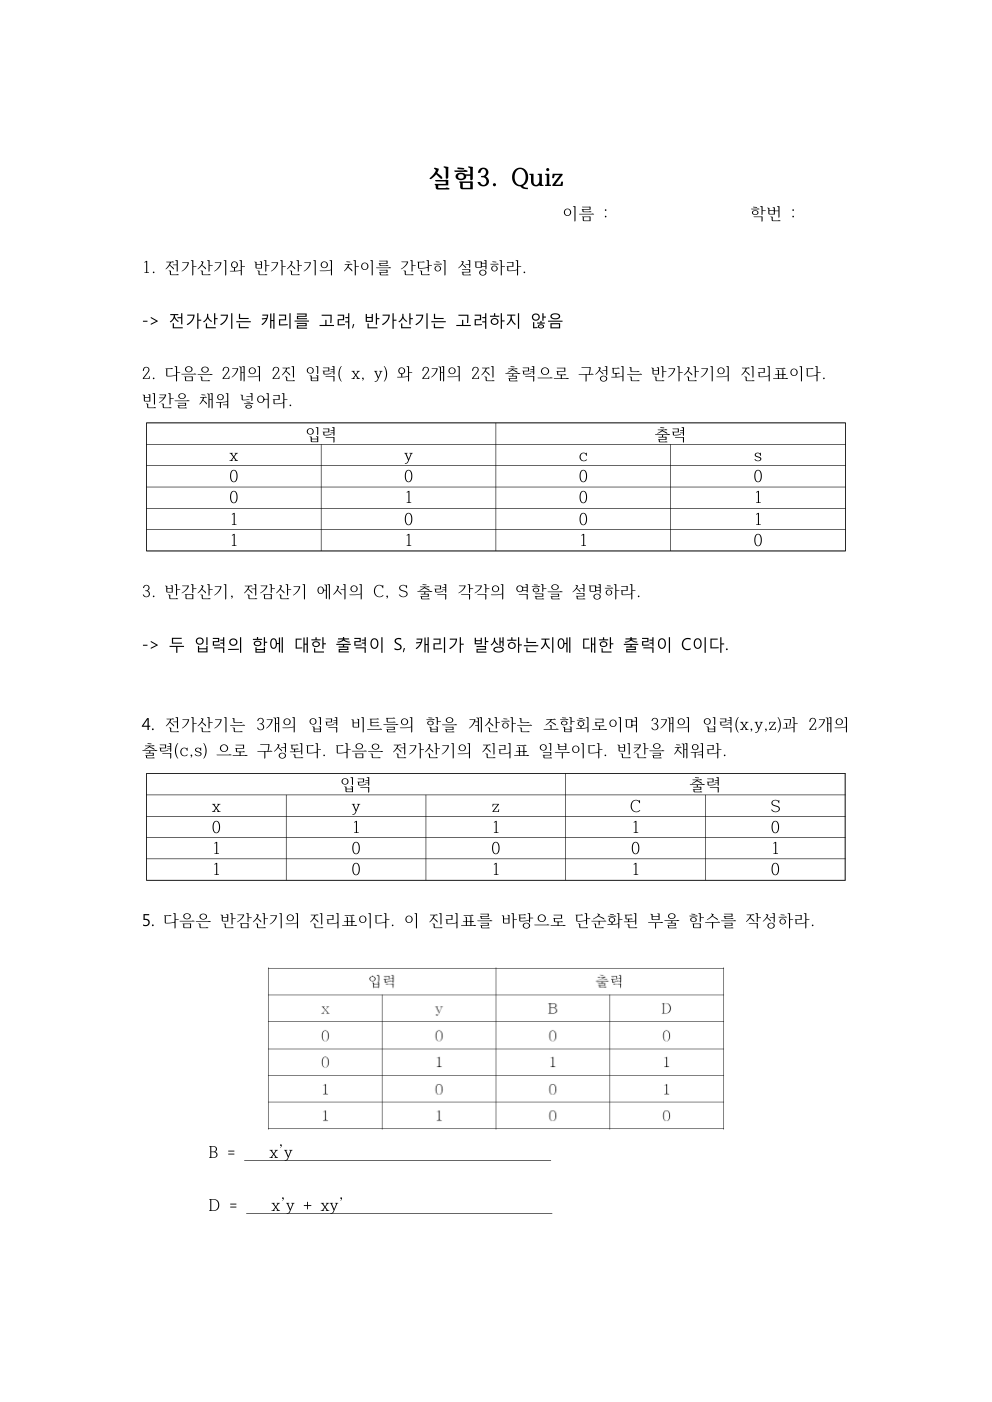 실험3. Quiz
이름 : 학번 :
1. 전가산기와 반가산기의 차이를 간단히 설명하라.
-> 전가산기는 캐리를 고려, 반가산기는 고려하지 않음
2. 다음은 2개의 2진 입력( x, y) 와 2개의 2진 출력으로 구성되는 반가산기의 진리표이다.
빈칸을 채워 넣어라.
입력 출력
x y c s
0 0 0 0
0 1 0 1
1 0 0 1
1 1 1 0
3. 반감산기, 전감산기 에서의 C, S 출력 각각의 역할을 설명하라.
-> 두 입력의 합에 대한 출력이 S, 캐리가 발생하는지에 대한 출력이 C이다.
4. 전가산기는 3개의 입력 비트들의 합을 계산하는 조합회로이며 3개의 입력(x,y,z)과 2개의
출력(c,s) 으로 구성된다. 다음은 전가산기의 진리표 일부이다. 빈칸을 채워라.
입력 출력
x y z C S
0 1 1 1 0
1 0 0 0 1
1 0 1 1 0
5. 다음은 반감산기의 진리표이다. 이 진리표를 바탕으로 단순화된 부울 함수를 작성하라.
입력 출력
x y B D
0 0 0 0
0 1 1 1
1 0 0 1
1 1 0 0
B = x'y
D = x'y + xy'